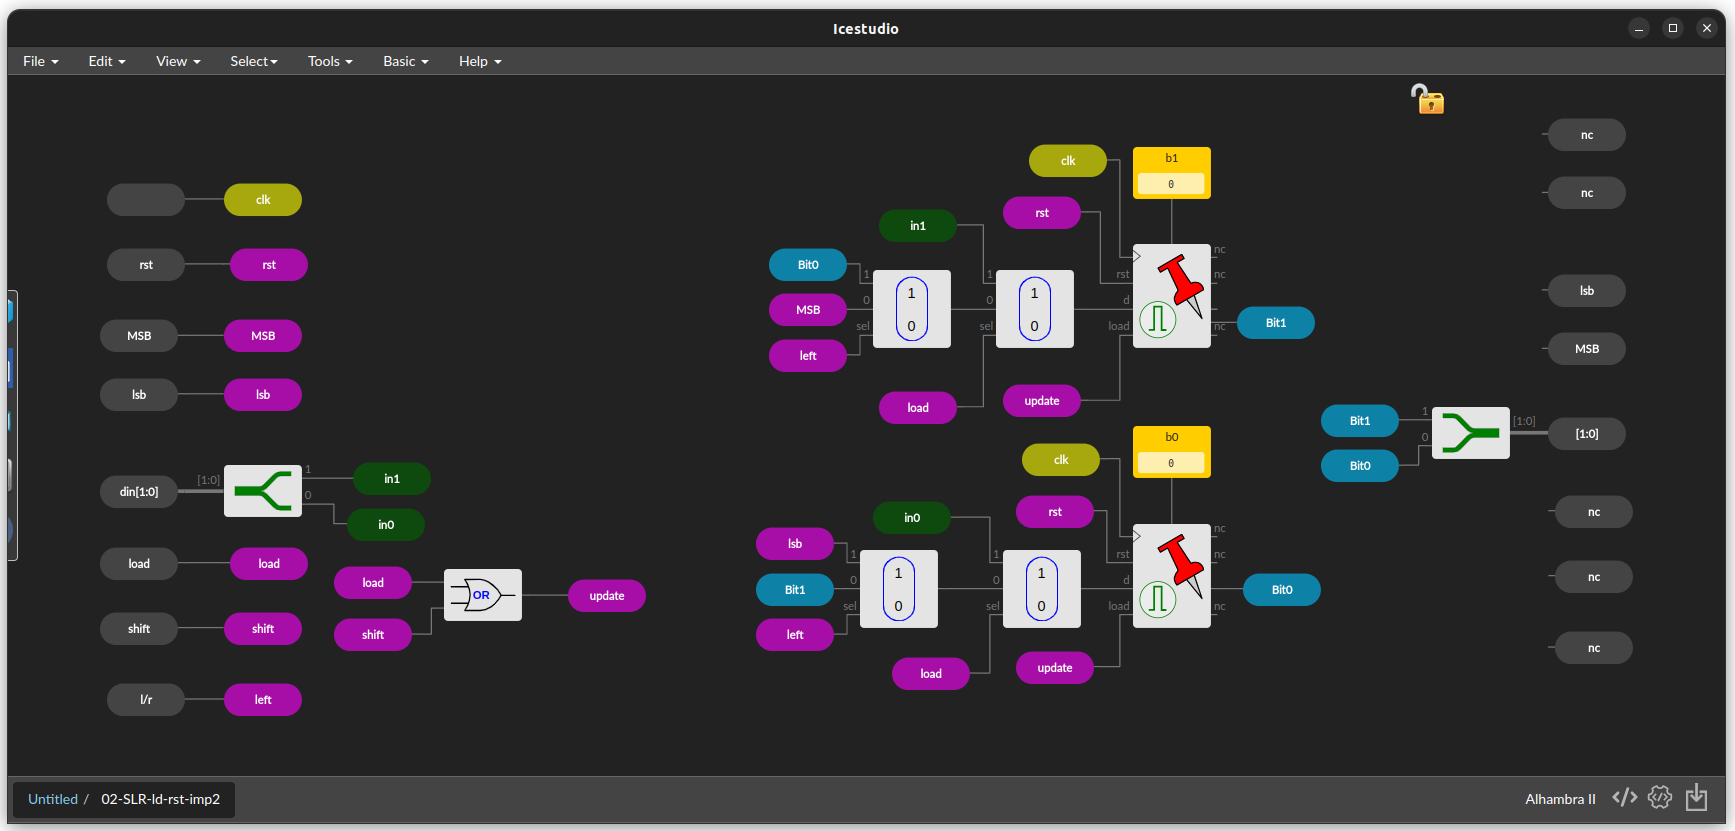 Icestudio
File Edit View Select Tools Basic Help
clk
rst rst
MSB MSB
lsb lsb
din[1:0] [1:0] 1 in1
0 in0
load load
shift shift
l/r left
load
shift
OR
update
clk
b1
0
rst
in1
Bit0
MSB
left
1
0
sel
1
0
load
1
0
sel
1
0
update
rst
d
load
nc
nc
nc
Bit1
clk
b0
0
rst
in0
lsb
Bit1
left
1
0
sel
1
0
load
1
0
sel
1
0
update
rst
d
load
nc
nc
nc
Bit0
Bit1
Bit0
1
0
[1:0]
nc
nc
lsb
MSB
[1:0]
nc
nc
nc
Untitled / 02-SLR-ld-rst-imp2
Alhambra II